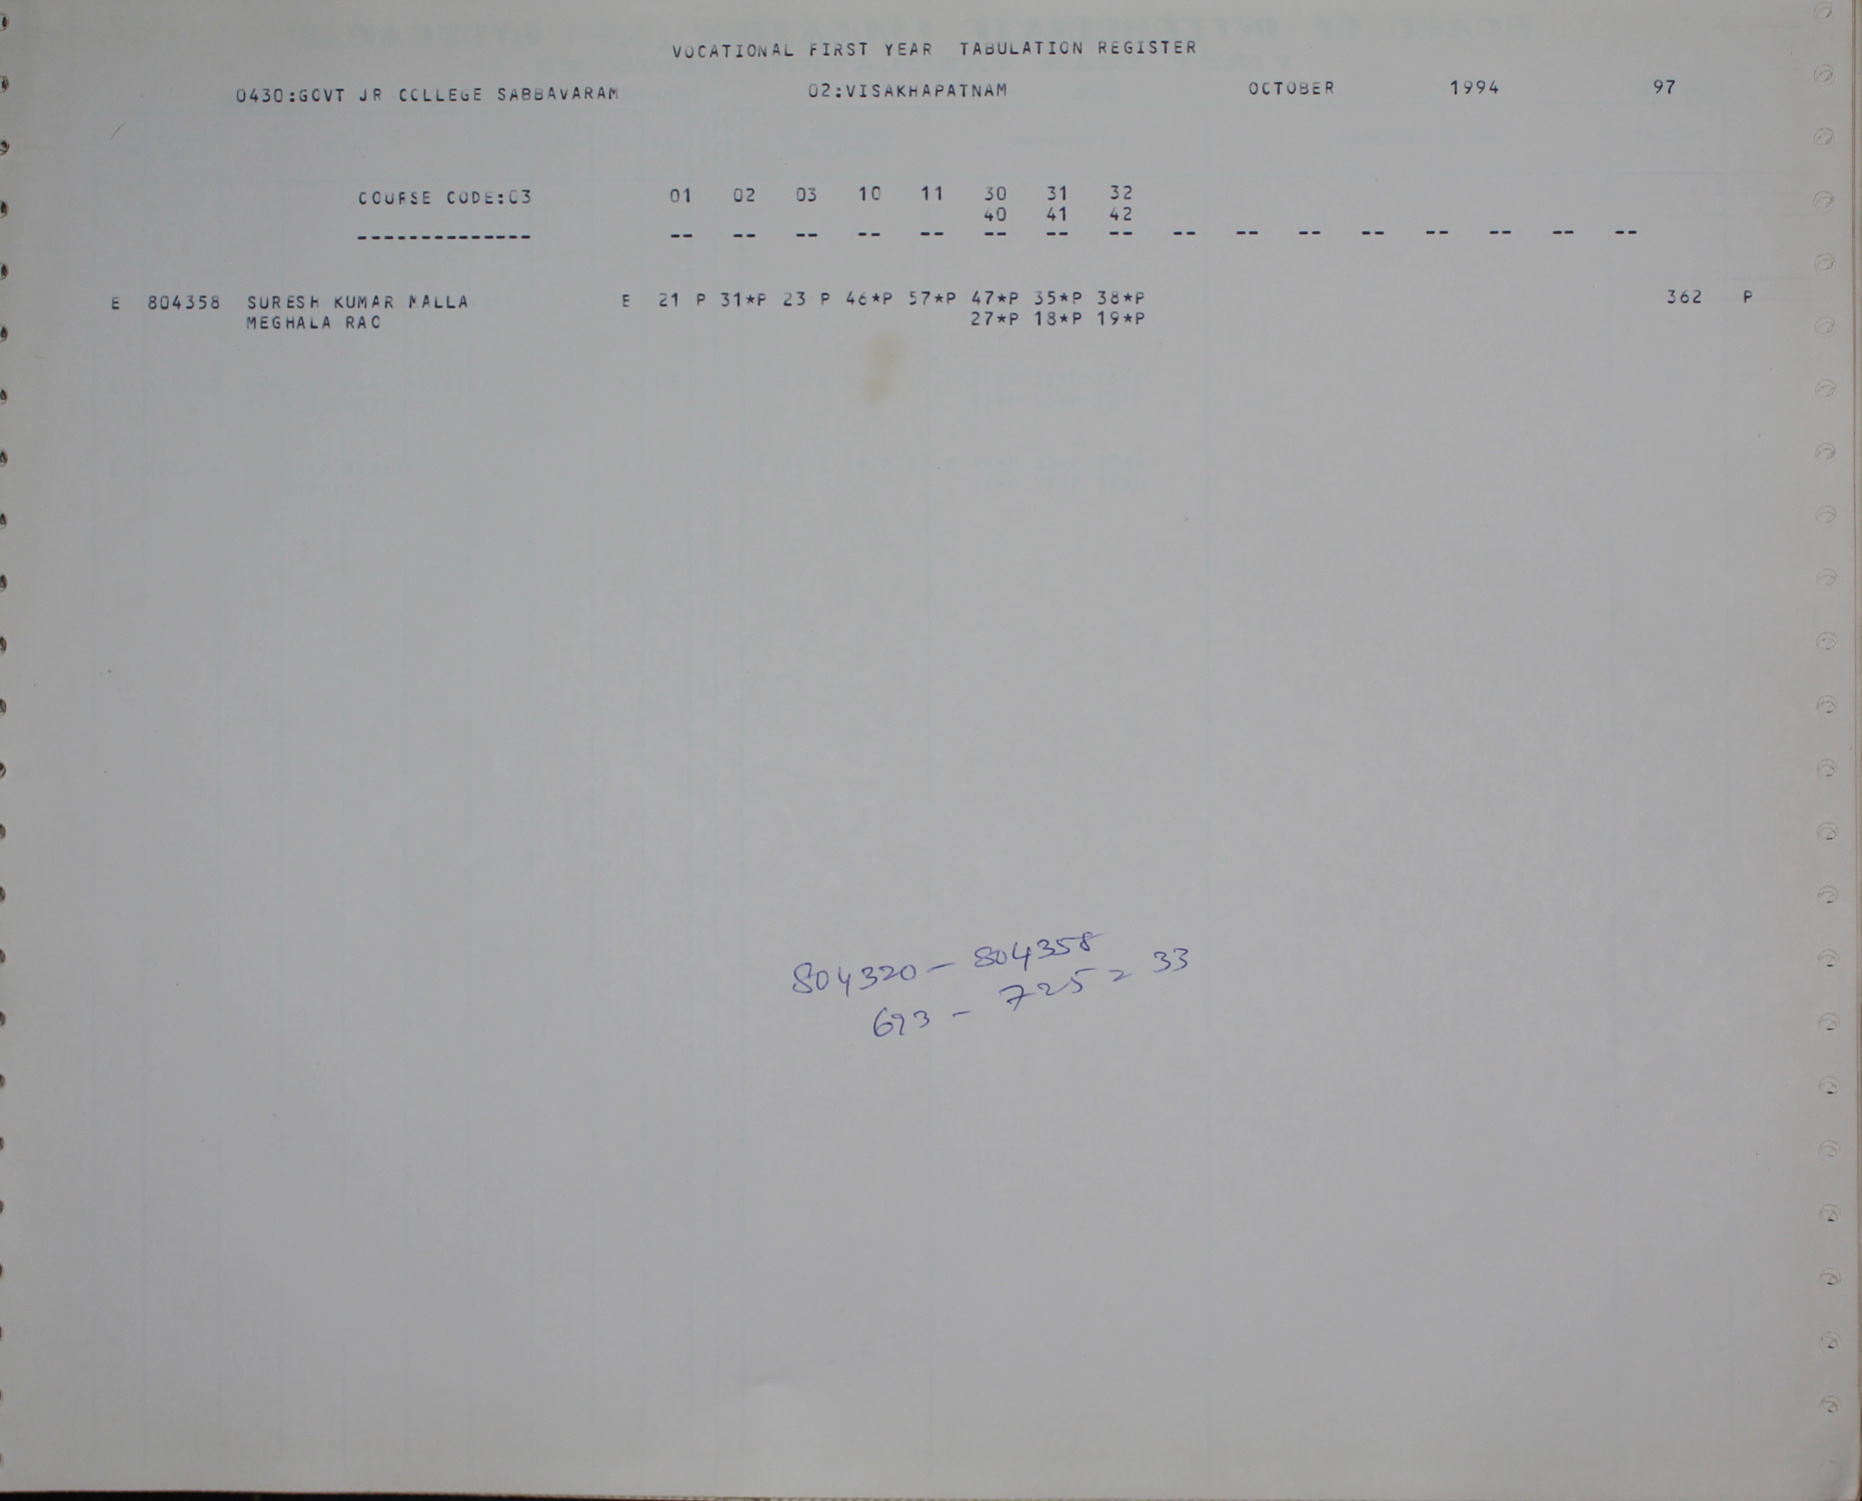 VOCATIONAL FIRST YEAR TABULATION REGISTER
0430:GOVT JR COLLEGE SABBAVARAM 02:VISAKHAPATNAM OCTOBER 1994 97
COURSE CODE:03 01 02 03 10 11 30 31 32
40 41 42
-------------- -- -- -- -- -- -- -- -- -- -- -- -- -- -- -- --
E 804358 SURESH KUMAR MALLA E 21 P 31*P 23 P 46*P 57*P 47*P 35*P 38*P 362 P
MEGHALA RAO 27*P 18*P 19*P
804320 - 804358
693 - 725 = 33